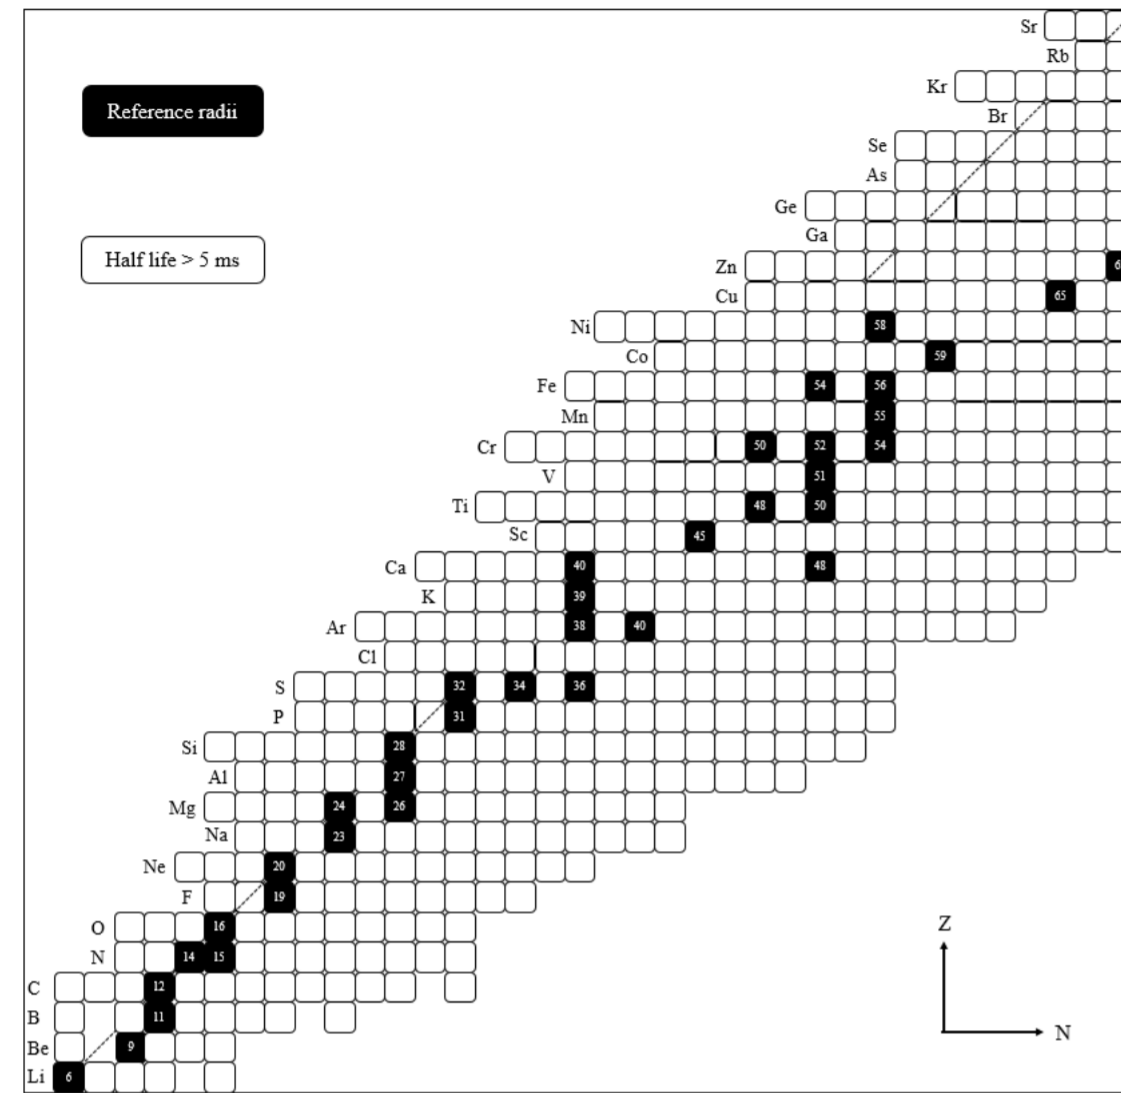 Sr
Rb
Reference radii
Kr
Br
Se
As
Ge
Ga
Half life > 5 ms
Zn
Cu 65
Ni 58
Co 59
Fe 54 56
Mn 55
Cr 50 52 54
V 51
Ti 48 50
Sc 45
Ca 40 48
K 39
Ar 38 40
Cl
S 32 34 36
P 31
Si 28
Al 27
Mg 24 26
Na 23
Ne 20
F 19
O 16
N 14 15
C 12
B 11
Be 9
Li 6
Z
N